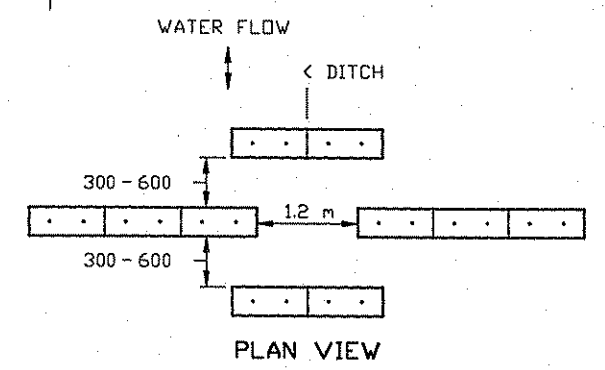 WATER FLOW
< DITCH
300 - 600
1.2 m
300 - 600
PLAN VIEW